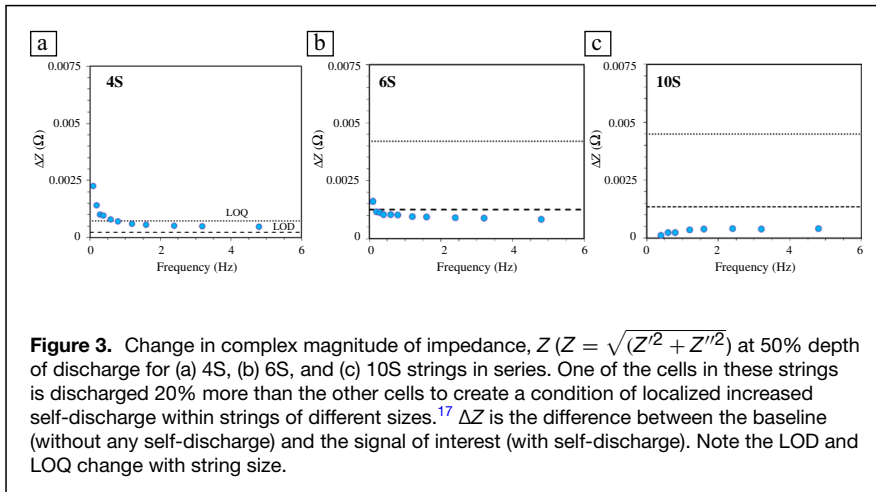 a
b
c
0.0075
0.005
0.0025
0
ΔZ (Ω)
4S
LOQ
LOD
0
2
4
6
Frequency (Hz)
0.0075
0.005
0.0025
0
ΔZ (Ω)
6S
0
2
4
6
Frequency (Hz)
0.0075
0.005
0.0025
0
ΔZ (Ω)
10S
0
2
4
6
Frequency (Hz)
Figure 3. Change in complex magnitude of impedance, Z (Z = √(Z′² + Z″²) at 50% depth
of discharge for (a) 4S, (b) 6S, and (c) 10S strings in series. One of the cells in these strings
is discharged 20% more than the other cells to create a condition of localized increased
self-discharge within strings of different sizes.¹⁷ ΔZ is the difference between the baseline
(without any self-discharge) and the signal of interest (with self-discharge). Note the LOD and
LOQ change with string size.